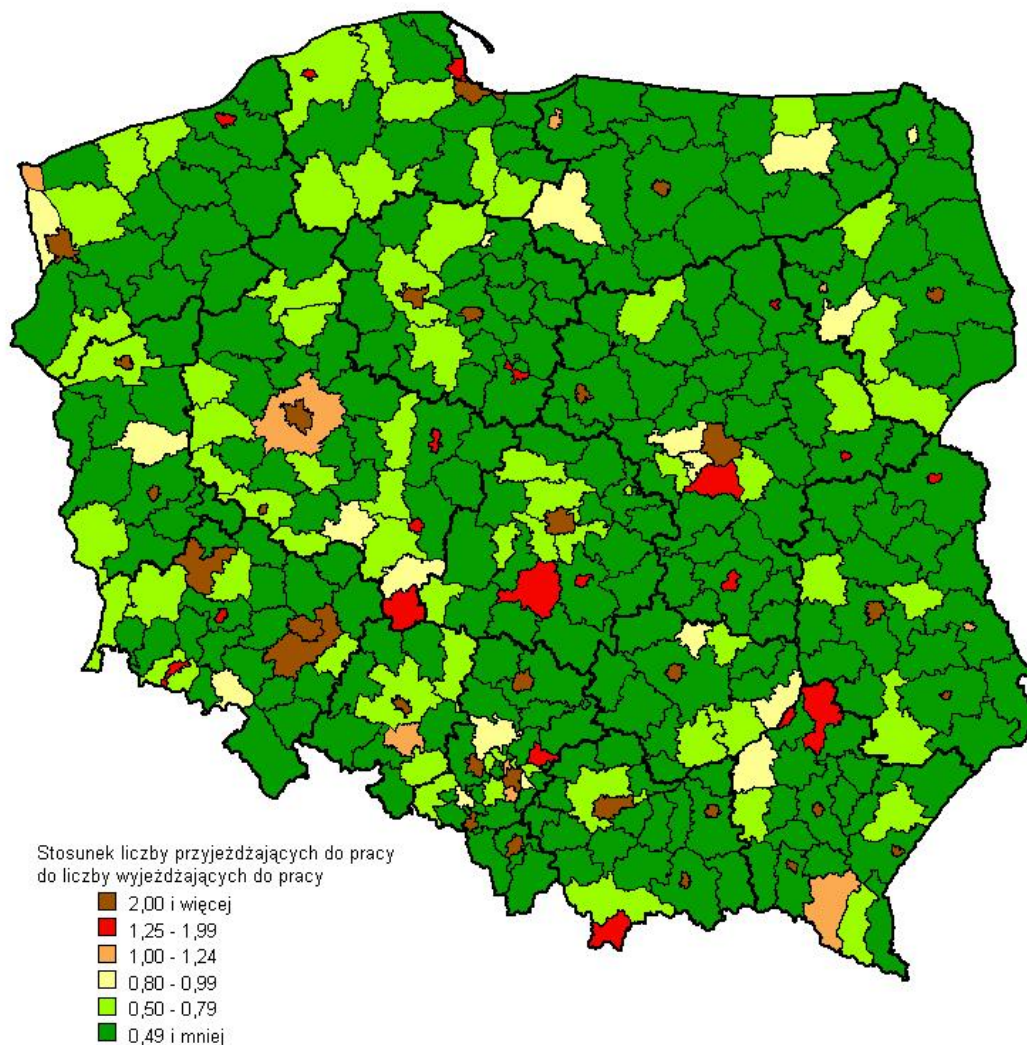 Stosunek liczby przyjeżdżających do pracy
do liczby wyjeżdżających do pracy
2,00 i więcej
1,25 - 1,99
1,00 - 1,24
0,80 - 0,99
0,50 - 0,79
0,49 i mniej